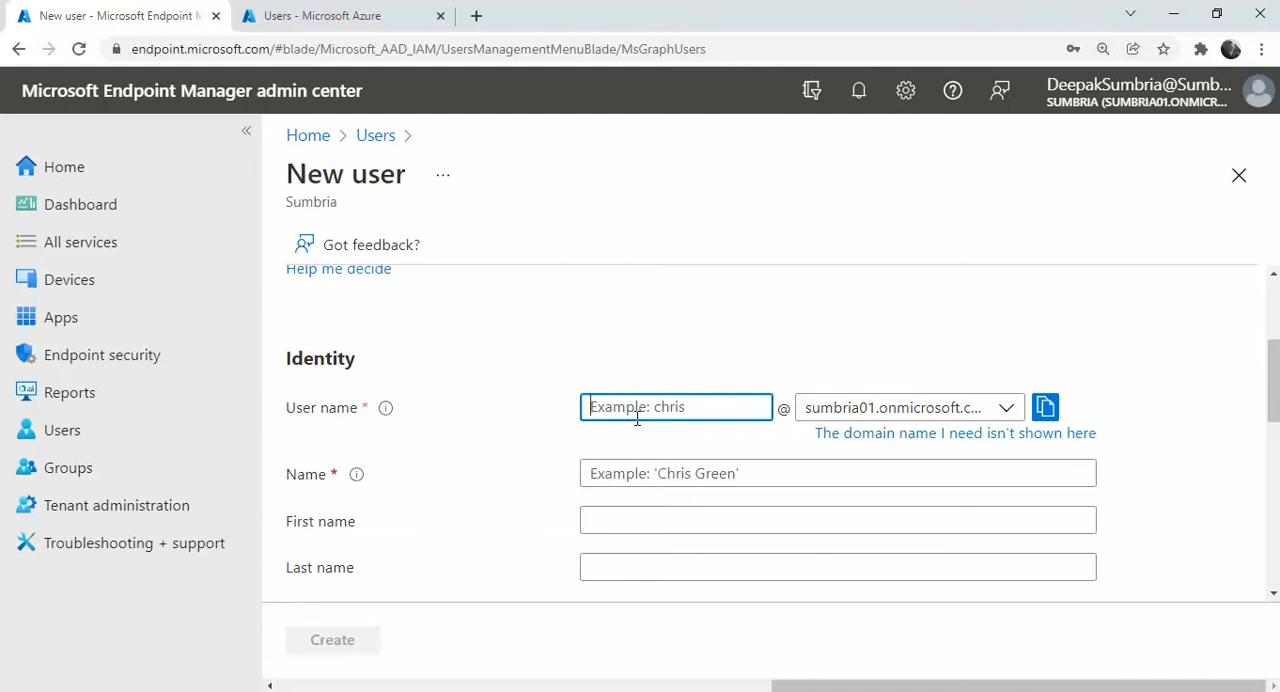 New user - Microsoft Endpoint M
Users - Microsoft Azure
endpoint.microsoft.com/#blade/Microsoft_AAD_IAM/UsersManagementMenuBlade/MsGraphUsers
Microsoft Endpoint Manager admin center
DeepakSumbria@Sumb...
SUMBRIA (SUMBRIA01.ONMICR...
Home
Dashboard
All services
Devices
Apps
Endpoint security
Reports
Users
Groups
Tenant administration
Troubleshooting + support
Home > Users >
New user ...
Sumbria
Got feedback?
Help me decide
Identity
User name *
Example: chris
@
sumbria01.onmicrosoft.c...
The domain name I need isn't shown here
Name *
Example: 'Chris Green'
First name
Last name
Create